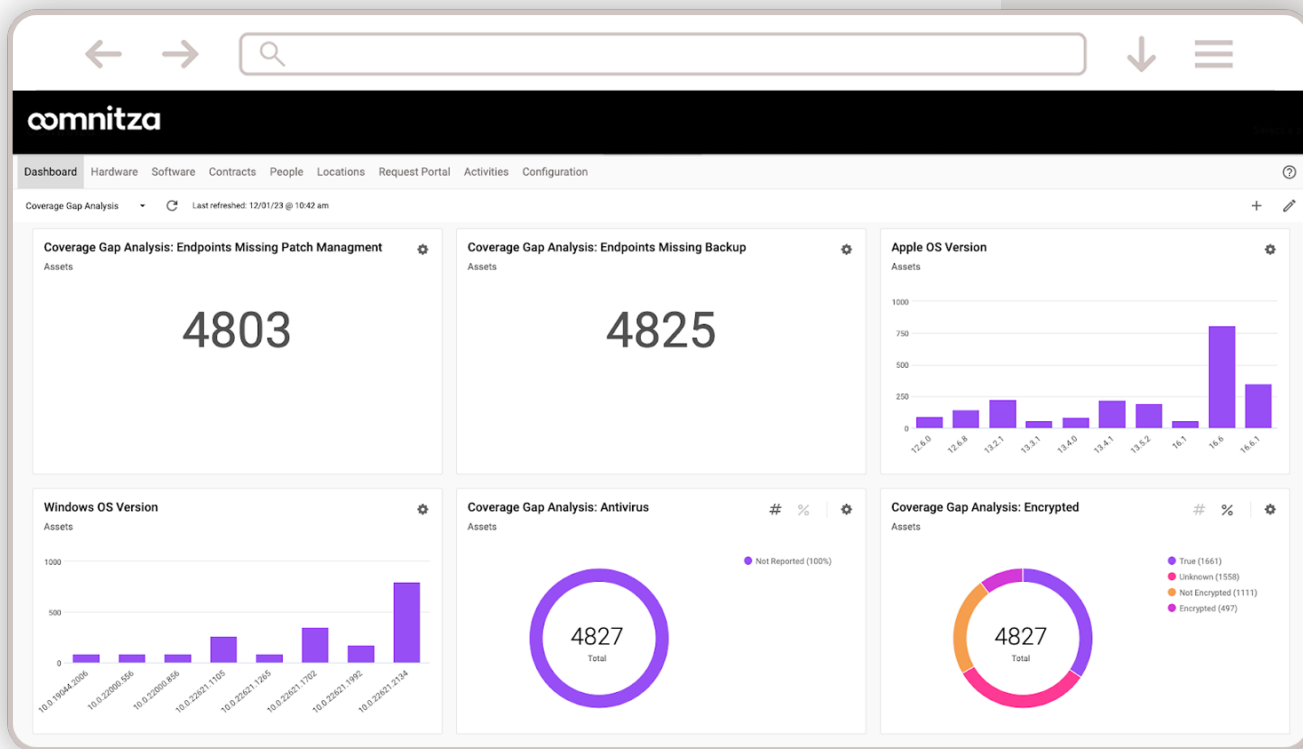 oomnitza
Dashboard Hardware Software Contracts People Locations Request Portal Activities Configuration
Coverage Gap Analysis Last refreshed: 12/01/23 @ 10:42 am
Coverage Gap Analysis: Endpoints Missing Patch Managment
Assets
4803
Coverage Gap Analysis: Endpoints Missing Backup
Assets
4825
Apple OS Version
Assets
1000
750
500
250
0
12.6.0 12.6.8 13.2.1 13.3.1 13.4.0 13.4.1 13.5.2 16.1 16.6 16.6.1
Windows OS Version
Assets
1000
500
0
10.0.19044.2006 10.0.22000.556 10.0.22000.856 10.0.22621.1105 10.0.22621.1265 10.0.22621.1702 10.0.22621.1992 10.0.22621.2134
Coverage Gap Analysis: Antivirus
# %
Assets
Not Reported (100%)
4827
Total
Coverage Gap Analysis: Encrypted
# %
Assets
True (1661)
Unknown (1558)
Not Encrypted (1111)
Encrypted (497)
4827
Total